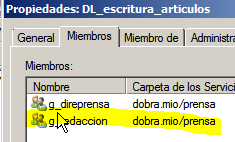 Propiedades: DL_escritura_articulos
General Miembros Miembro de Administra
Miembros:
Nombre Carpeta de los Servici
g_direprensa dobra.mio/prensa
dobra.mio/prensa